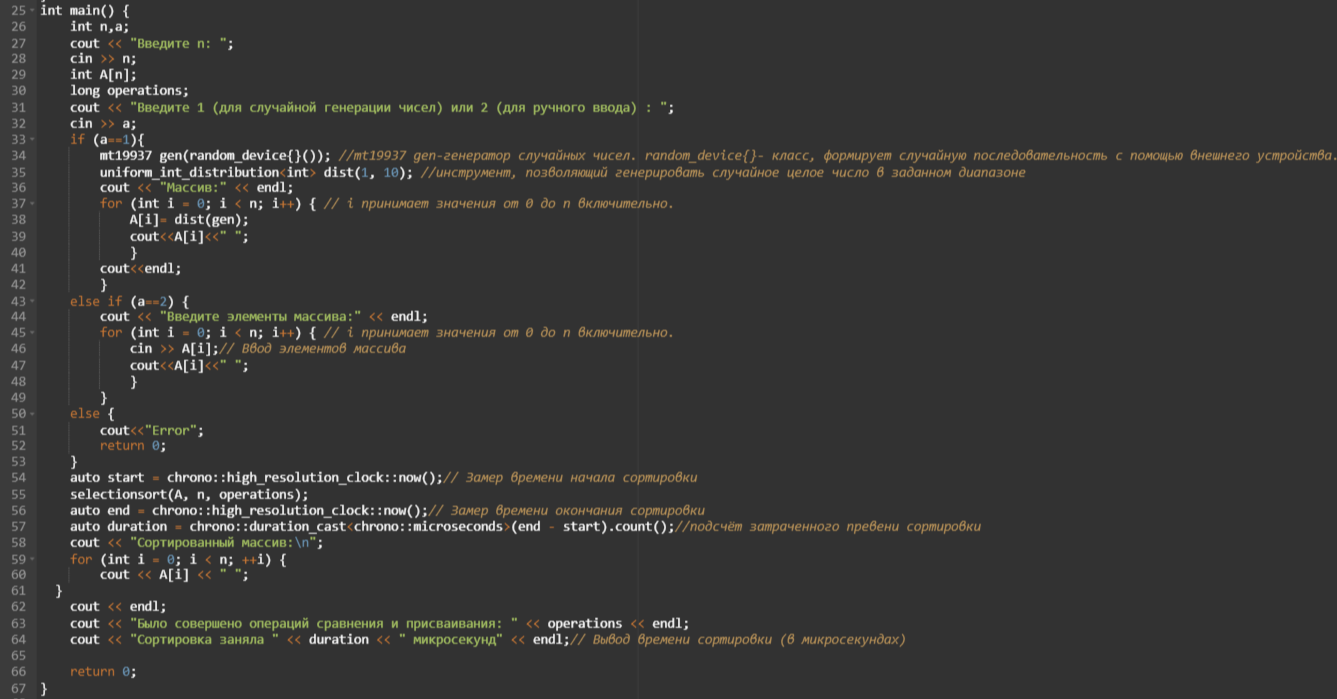 25 int main() {
26 int n,a;
27 cout << "Введите n: ";
28 cin >> n;
29 int A[n];
30 long operations;
31 cout << "Введите 1 (для случайной генерации чисел) или 2 (для ручного ввода) : ";
32 cin >> a;
33 if (a==1){
34 mt19937 gen(random_device{}()); //mt19937 gen-генератор случайных чисел. random_device{}- класс, формирует случайную последовательность с помощью внешнего устройства.
35 uniform_int_distribution<int> dist(1, 10); //инструмент, позволяющий генерировать случайное целое число в заданном диапазоне
36 cout << "Массив:" << endl;
37 for (int i = 0; i < n; i++) { // i принимает значения от 0 до n включительно.
38 A[i]= dist(gen);
39 cout<<A[i]<<" ";
40 }
41 cout<<endl;
42 }
43 else if (a==2) {
44 cout << "Введите элементы массива:" << endl;
45 for (int i = 0; i < n; i++) { // i принимает значения от 0 до n включительно.
46 cin >> A[i];// Ввод элементов массива
47 cout<<A[i]<<" ";
48 }
49 }
50 else {
51 cout<<"Error";
52 return 0;
53 }
54 auto start = chrono::high_resolution_clock::now();// Замер времени начала сортировки
55 selectionsort(A, n, operations);
56 auto end = chrono::high_resolution_clock::now();// Замер времени окончания сортировки
57 auto duration = chrono::duration_cast<chrono::microseconds>(end - start).count();//подсчёт затраченного превени сортировки
58 cout << "Сортированный массив:\n";
59 for (int i = 0; i < n; ++i) {
60 cout << A[i] << " ";
61 }
62 cout << endl;
63 cout << "Было совершено операций сравнения и присваивания: " << operations << endl;
64 cout << "Сортировка заняла " << duration << " микросекунд" << endl;// Вывод времени сортировки (в микросекундах)
65
66 return 0;
67 }